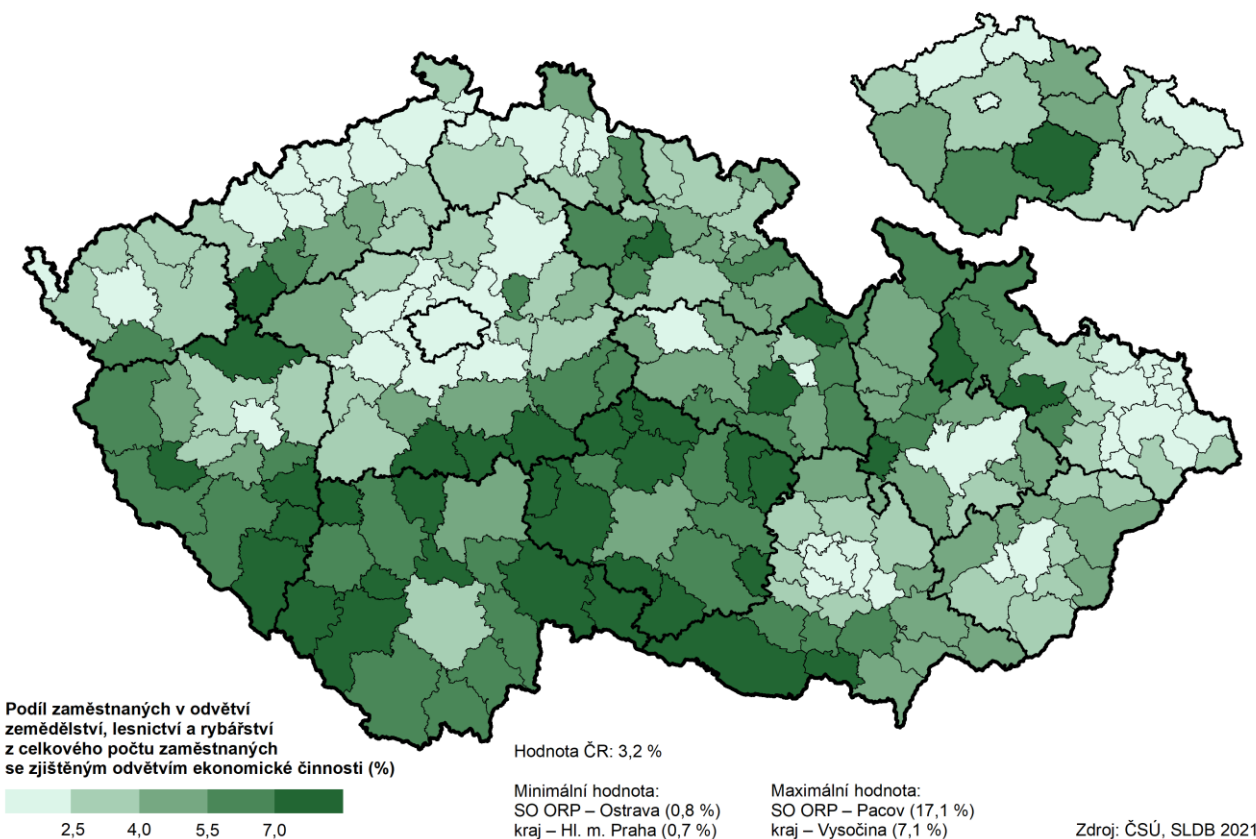 Podíl zaměstnaných v odvětví
zemědělství, lesnictví a rybářství
z celkového počtu zaměstnaných
se zjištěným odvětvím ekonomické činnosti (%)
2,5 4,0 5,5 7,0
Hodnota ČR: 3,2 %
Minimální hodnota:
SO ORP – Ostrava (0,8 %)
kraj – Hl. m. Praha (0,7 %)
Maximální hodnota:
SO ORP – Pacov (17,1 %)
kraj – Vysočina (7,1 %)
Zdroj: ČSÚ, SLDB 2021